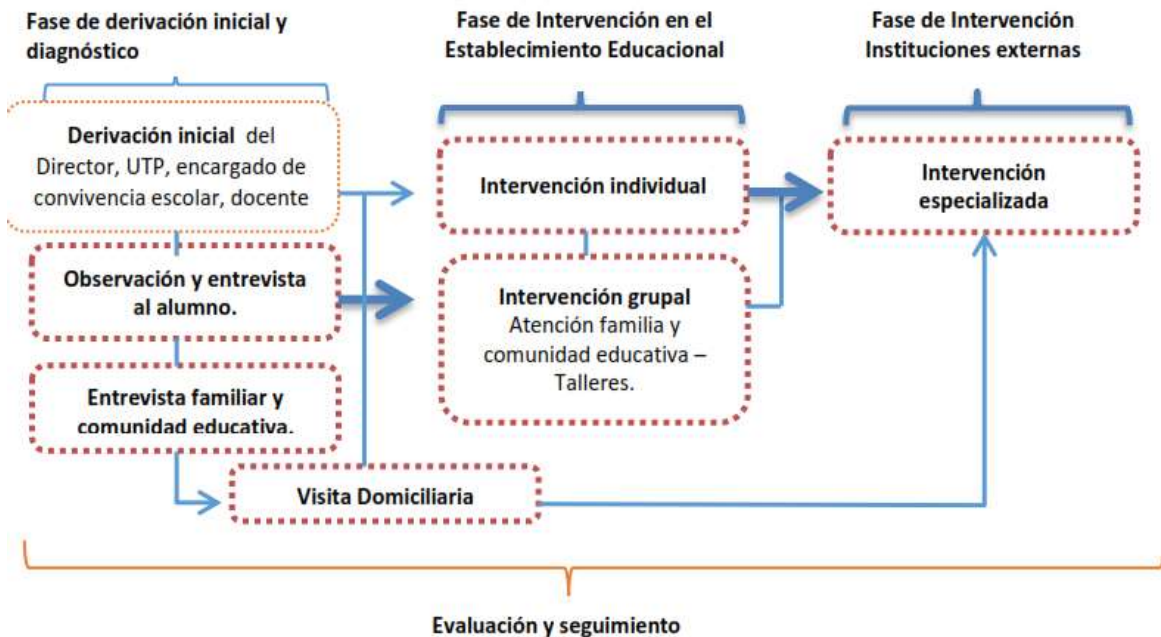 Fase de derivación inicial y
diagnóstico
Fase de Intervención en el
Establecimiento Educacional
Fase de Intervención
Instituciones externas
Derivación inicial del
Director, UTP, encargado de
convivencia escolar, docente
Observación y entrevista
al alumno.
Entrevista familiar y
comunidad educativa.
Visita Domiciliaria
Intervención individual
Intervención grupal
Atención familia y
comunidad educativa –
Talleres.
Intervención
especializada
Evaluación y seguimiento